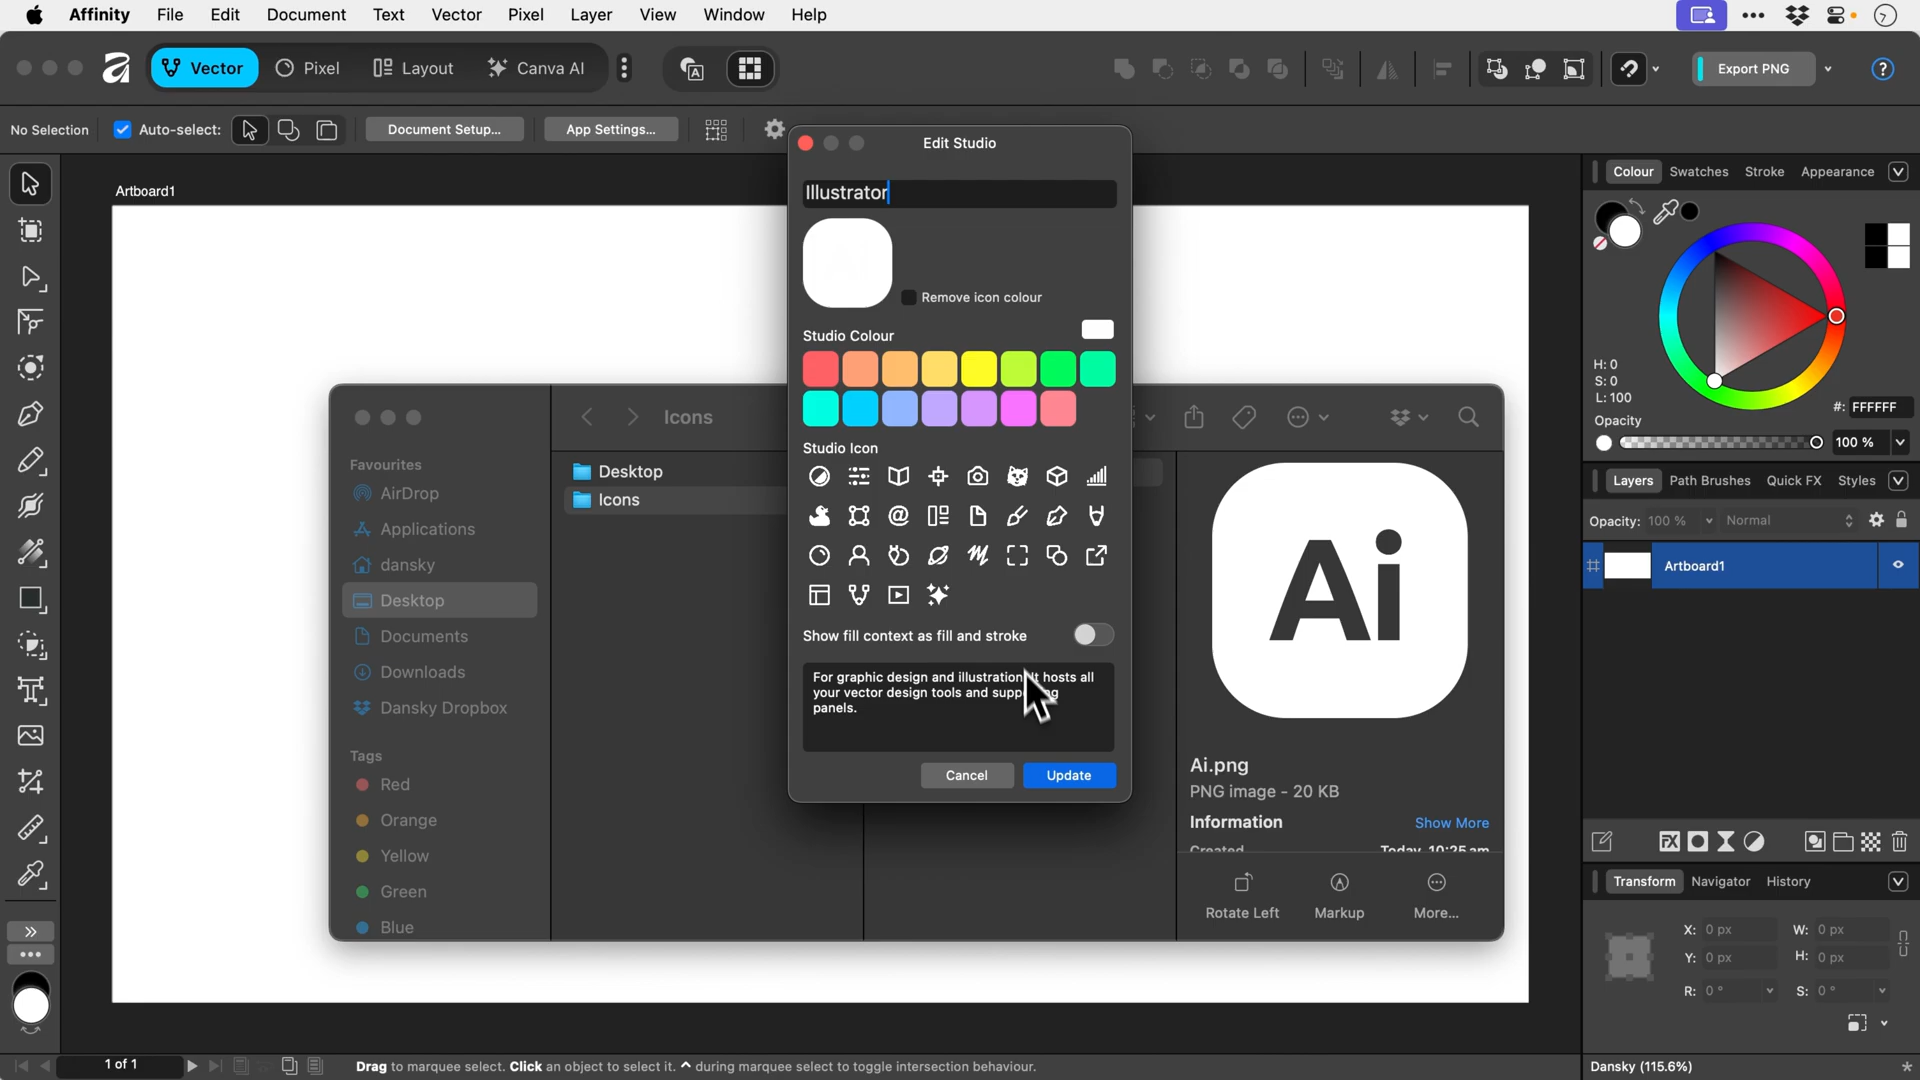 Affinity File Edit Document Text Vector Pixel Layer View Window Help
Vector Pixel Layout Canva AI Export PNG
No Selection Auto-select: Document Setup... App Settings...
Edit Studio
Illustrator
Remove icon colour
Studio Colour
Studio Icon
Show fill context as fill and stroke
For graphic design and illustration. It hosts all
your vector design tools and supporting
panels.
Cancel Update
Artboard1
Icons
Favourites
AirDrop
Applications
dansky
Desktop
Documents
Downloads
Dansky Dropbox
Tags
Red
Orange
Yellow
Green
Blue
Desktop
Icons
Ai
Ai.png
PNG image - 20 KB
Information Show More
Created Today, 10:25 am
Rotate Left Markup More...
Colour Swatches Stroke Appearance
H: 0
S: 0
L: 100
#: FFFFFF
Opacity
100 %
Layers Path Brushes Quick FX Styles
Opacity: 100 % Normal
Artboard1
Transform Navigator History
X: 0 px W: 0 px
Y: 0 px H: 0 px
R: 0 ° S: 0 °
1 of 1
Drag to marquee select. Click an object to select it. ^ during marquee select to toggle intersection behaviour.
Dansky (115.6%)